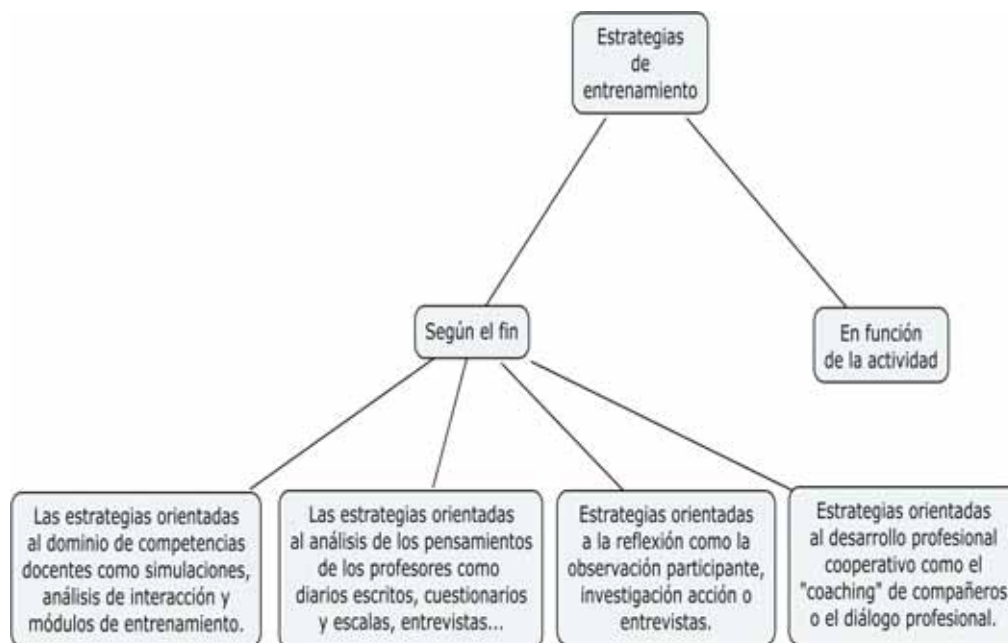 Estrategias
de
entrenamiento
Según el fin
En función
de la actividad
Las estrategias orientadas
al dominio de competencias
docentes como simulaciones,
análisis de interacción y
módulos de entrenamiento.
Las estrategias orientadas
al análisis de los pensamientos
de los profesores como
diarios escritos, cuestionarios
y escalas, entrevistas...
Estrategias orientadas
a la reflexión como la
observación participante,
investigación acción o
entrevistas.
Estrategias orientadas
al desarrollo profesional
cooperativo como el
"coaching" de compañeros
o el diálogo profesional.